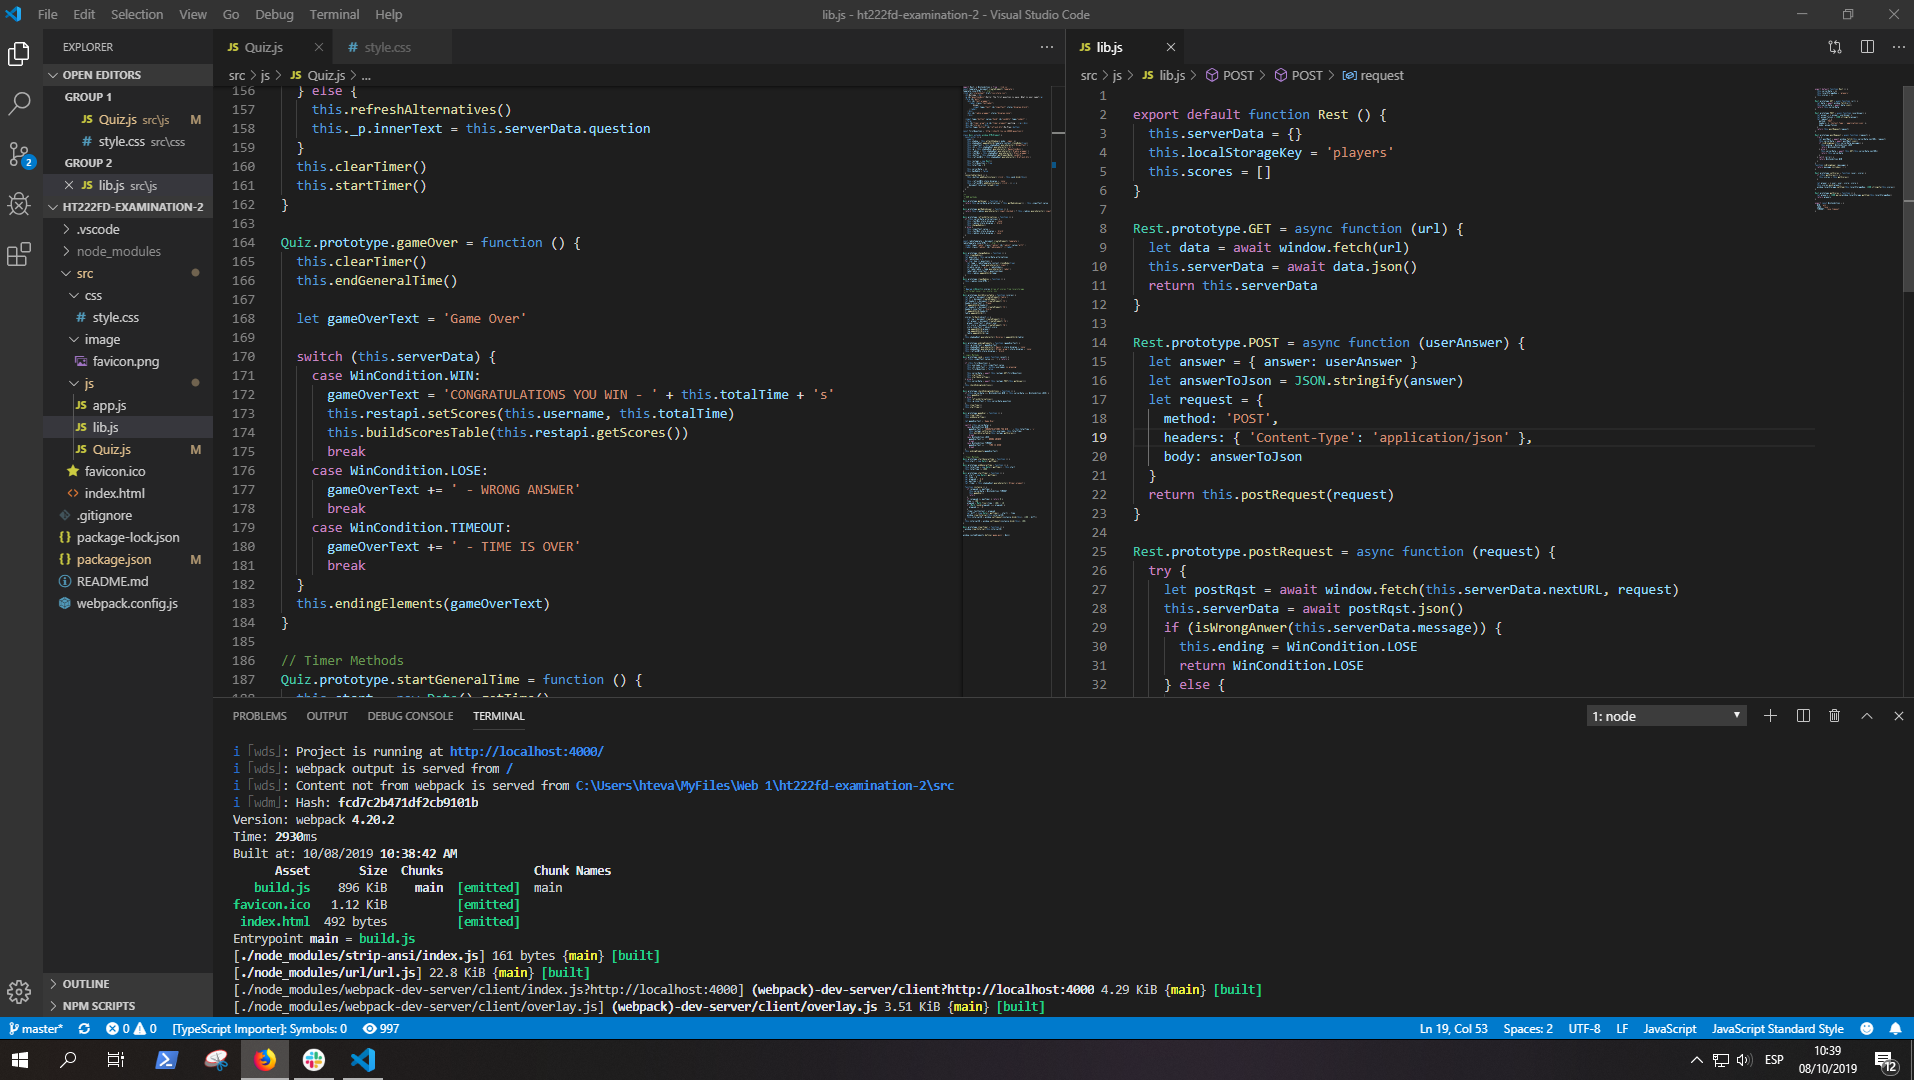 File Edit Selection View Go Debug Terminal Help
lib.js - ht222fd-examination-2 - Visual Studio Code
EXPLORER
OPEN EDITORS
GROUP 1
JS Quiz.js src\js M
# style.css src\css
GROUP 2
JS lib.js src\js
HT222FD-EXAMINATION-2
.vscode
node_modules
src
css
# style.css
image
favicon.png
js
JS app.js
JS lib.js
JS Quiz.js M
favicon.ico
<> index.html
.gitignore
{} package-lock.json
{} package.json M
README.md
webpack.config.js
OUTLINE
NPM SCRIPTS
2
JS Quiz.js
# style.css
src > js > JS Quiz.js > ...
156 } else {
157 this.refreshAlternatives()
158 this._p.innerText = this.serverData.question
159 }
160 this.clearTimer()
161 this.startTimer()
162 }
163
164 Quiz.prototype.gameOver = function () {
165 this.clearTimer()
166 this.endGeneralTime()
167
168 let gameOverText = 'Game Over'
169
170 switch (this.serverData) {
171 case WinCondition.WIN:
172 gameOverText = 'CONGRATULATIONS YOU WIN - ' + this.totalTime + 's'
173 this.restapi.setScores(this.username, this.totalTime)
174 this.buildScoresTable(this.restapi.getScores())
175 break
176 case WinCondition.LOSE:
177 gameOverText += ' - WRONG ANSWER'
178 break
179 case WinCondition.TIMEOUT:
180 gameOverText += ' - TIME IS OVER'
181 break
182 }
183 this.endingElements(gameOverText)
184 }
185
186 // Timer Methods
187 Quiz.prototype.startGeneralTime = function () {
JS lib.js
src > js > JS lib.js > POST > POST > request
1
2 export default function Rest () {
3 this.serverData = {}
4 this.localStorageKey = 'players'
5 this.scores = []
6 }
7
8 Rest.prototype.GET = async function (url) {
9 let data = await window.fetch(url)
10 this.serverData = await data.json()
11 return this.serverData
12 }
13
14 Rest.prototype.POST = async function (userAnswer) {
15 let answer = { answer: userAnswer }
16 let answerToJson = JSON.stringify(answer)
17 let request = {
18 method: 'POST',
19 headers: { 'Content-Type': 'application/json' },
20 body: answerToJson
21 }
22 return this.postRequest(request)
23 }
24
25 Rest.prototype.postRequest = async function (request) {
26 try {
27 let postRqst = await window.fetch(this.serverData.nextURL, request)
28 this.serverData = await postRqst.json()
29 if (isWrongAnwer(this.serverData.message)) {
30 this.ending = WinCondition.LOSE
31 return WinCondition.LOSE
32 } else {
PROBLEMS OUTPUT DEBUG CONSOLE TERMINAL
1: node
i ｢wds｣: Project is running at http://localhost:4000/
i ｢wds｣: webpack output is served from /
i ｢wds｣: Content not from webpack is served from C:\Users\hteva\MyFiles\Web 1\ht222fd-examination-2\src
i ｢wdm｣: Hash: fcd7c2b471df2cb9101b
Version: webpack 4.20.2
Time: 2930ms
Built at: 10/08/2019 10:38:42 AM
Asset Size Chunks Chunk Names
build.js 896 KiB main [emitted] main
favicon.ico 1.12 KiB [emitted]
index.html 492 bytes [emitted]
Entrypoint main = build.js
[./node_modules/strip-ansi/index.js] 161 bytes {main} [built]
[./node_modules/url/url.js] 22.8 KiB {main} [built]
[./node_modules/webpack-dev-server/client/index.js?http://localhost:4000] (webpack)-dev-server/client?http://localhost:4000 4.29 KiB {main} [built]
[./node_modules/webpack-dev-server/client/overlay.js] (webpack)-dev-server/client/overlay.js 3.51 KiB {main} [built]
master* 0 0 [TypeScript Importer]: Symbols: 0 997
Ln 19, Col 53 Spaces: 2 UTF-8 LF JavaScript JavaScript Standard Style
ESP
10:39
08/10/2019
12